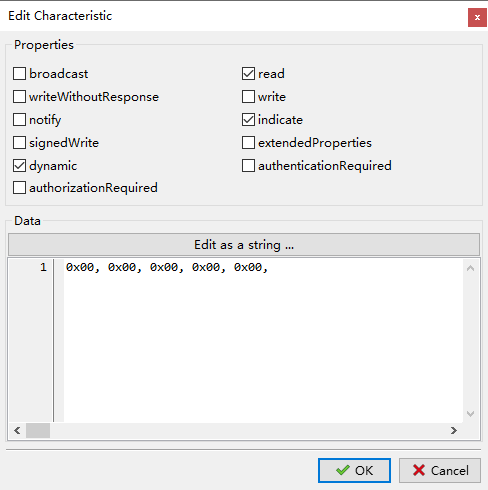 Edit Characteristic
x
Properties
broadcast
read
writeWithoutResponse
write
notify
indicate
signedWrite
extendedProperties
dynamic
authenticationRequired
authorizationRequired
Data
Edit as a string ...
1 0x00, 0x00, 0x00, 0x00, 0x00,
OK Cancel